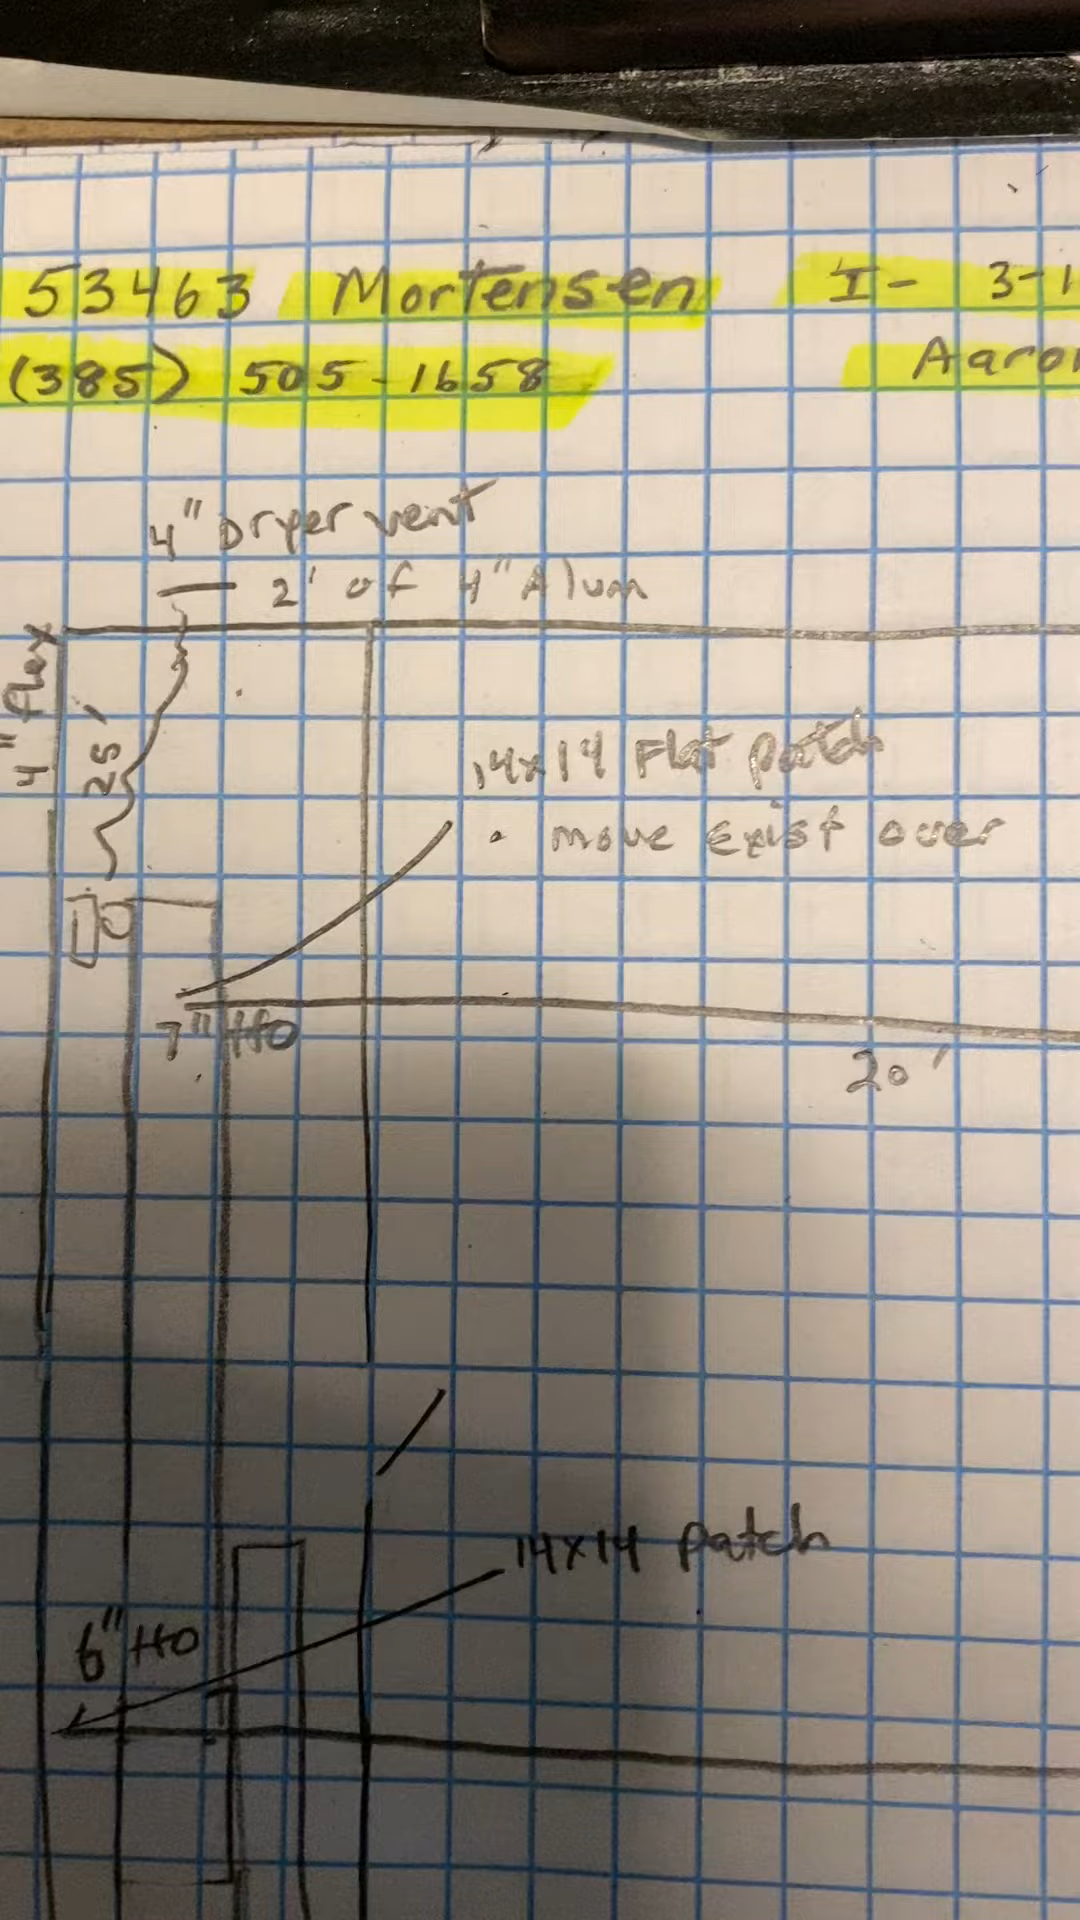 53463 Mortensen I- 3-1
(385) 505-1658 Aaron
4" Dryer vent
2' of 4" Alum
4" flex
25'
14x14 Flat patch
• move Exist over
7" HO
20'
14x14 patch
6" HO